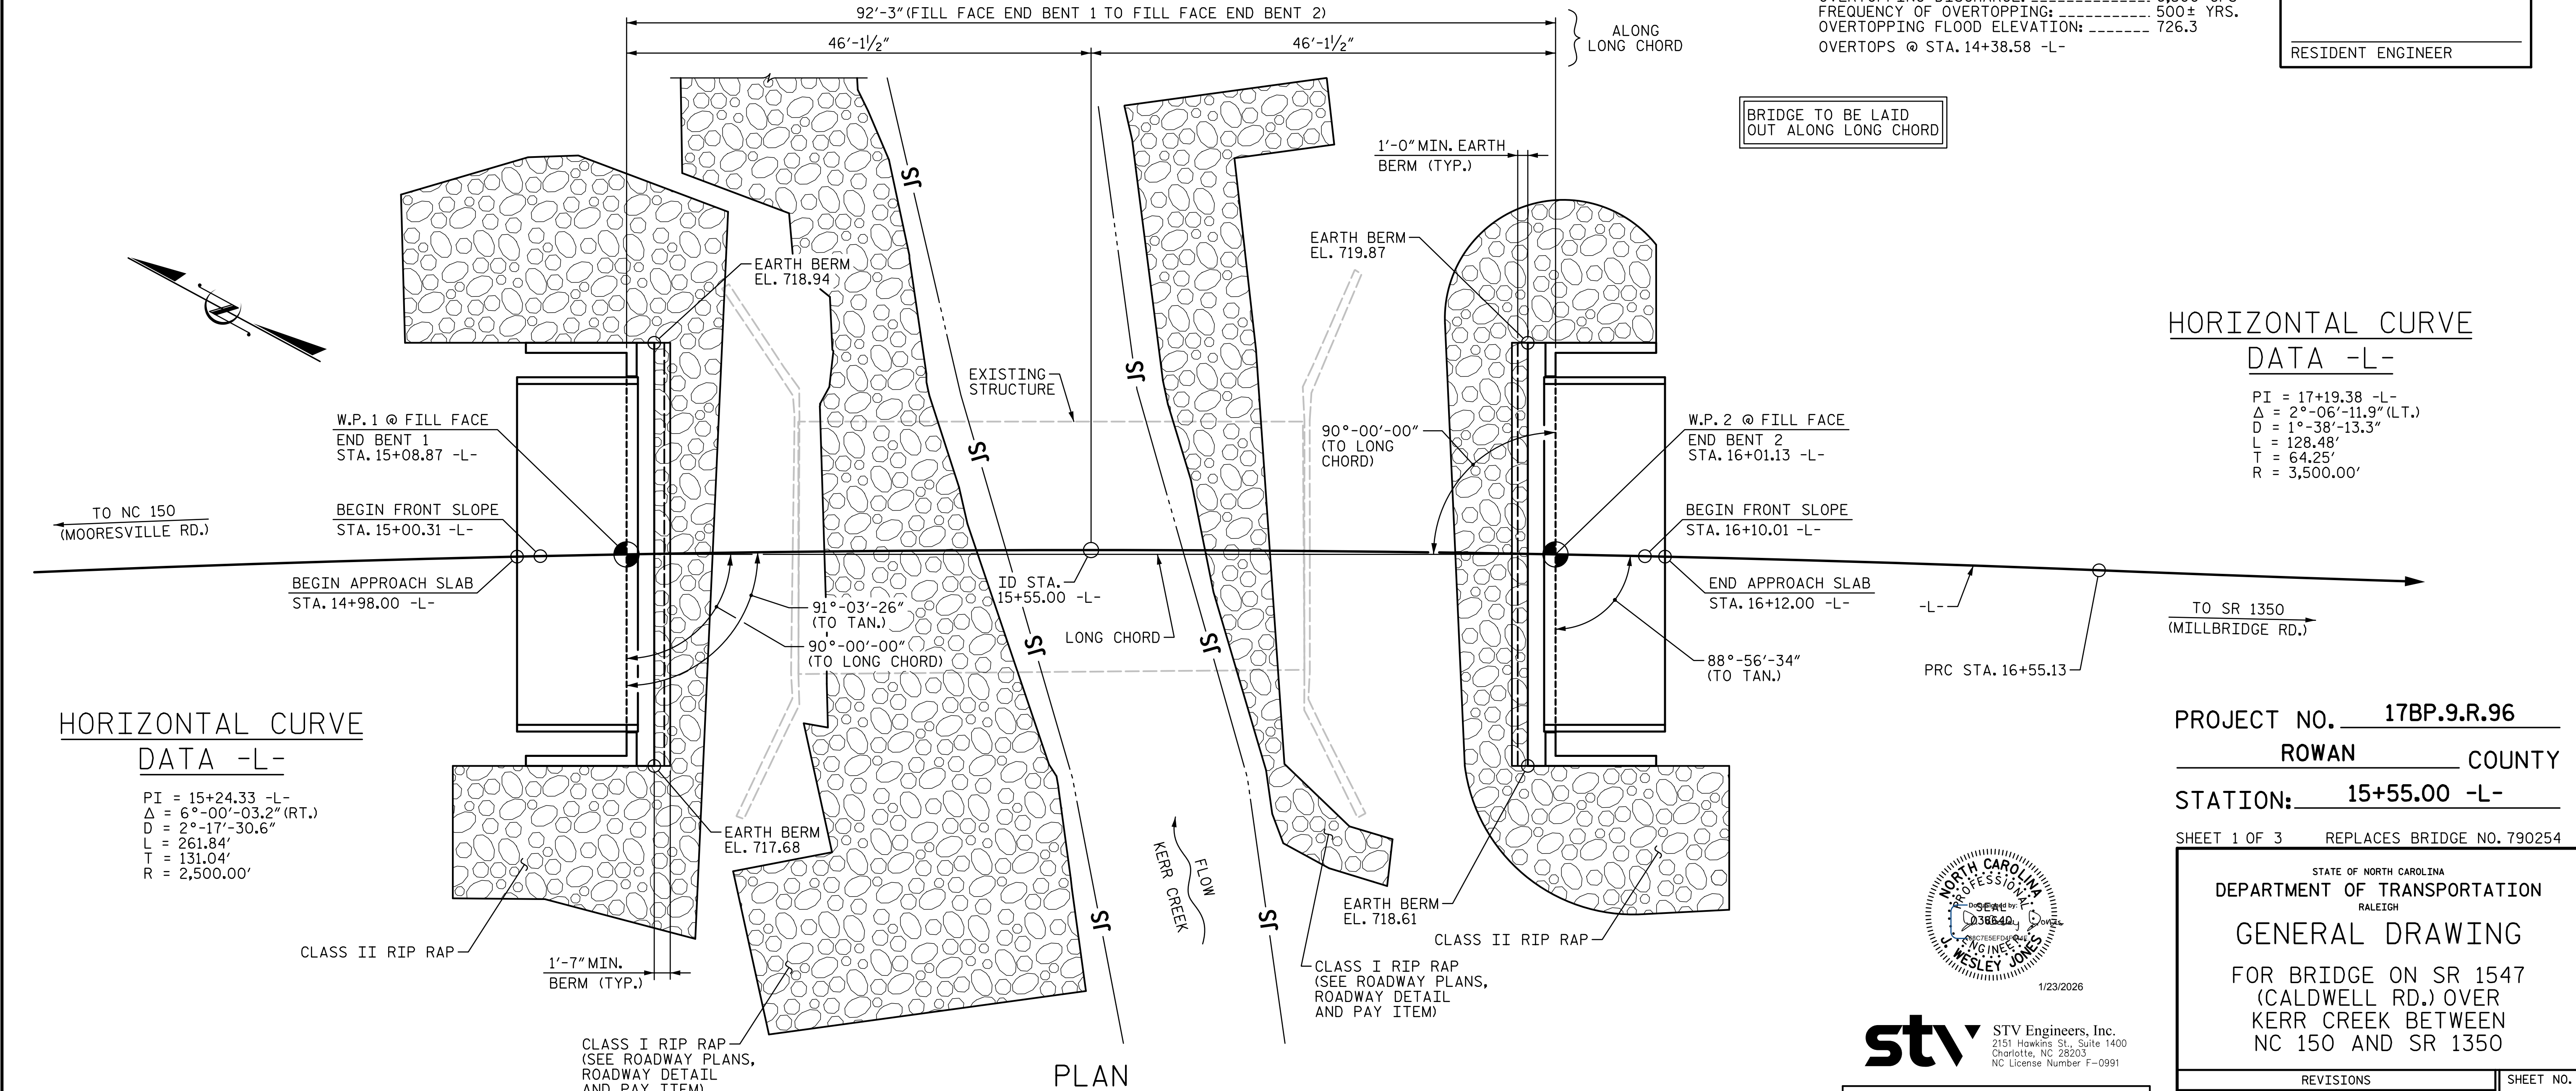 92'-3" (FILL FACE END BENT 1 TO FILL FACE END BENT 2)
46'-1½"
46'-1½"
ALONG
LONG CHORD
FREQUENCY OF OVERTOPPING: 500± YRS.
OVERTOPPING FLOOD ELEVATION: 726.3
OVERTOPS @ STA. 14+38.58 -L-
RESIDENT ENGINEER
BRIDGE TO BE LAID
OUT ALONG LONG CHORD
1'-0" MIN. EARTH
BERM (TYP.)
EARTH BERM
EL. 718.94
EARTH BERM
EL. 719.87
EXISTING
STRUCTURE
JS
JS
JS
JS
JS
JS
JS
JS
W.P. 1 @ FILL FACE
END BENT 1
STA. 15+08.87 -L-
BEGIN FRONT SLOPE
STA. 15+00.31 -L-
TO NC 150
(MOORESVILLE RD.)
BEGIN APPROACH SLAB
STA. 14+98.00 -L-
90°-00'-00"
(TO LONG
CHORD)
W.P. 2 @ FILL FACE
END BENT 2
STA. 16+01.13 -L-
BEGIN FRONT SLOPE
STA. 16+10.01 -L-
END APPROACH SLAB
STA. 16+12.00 -L-
HORIZONTAL CURVE
DATA -L-
PI = 17+19.38 -L-
Δ = 2°-06'-11.9" (LT.)
D = 1°-38'-13.3"
L = 128.48'
T = 64.25'
R = 3,500.00'
ID STA.
15+55.00 -L-
91°-03'-26"
(TO TAN.)
90°-00'-00"
(TO LONG CHORD)
LONG CHORD
88°-56'-34"
(TO TAN.)
-L-
TO SR 1350
(MILLBRIDGE RD.)
PRC STA. 16+55.13
HORIZONTAL CURVE
DATA -L-
PI = 15+24.33 -L-
Δ = 6°-00'-03.2" (RT.)
D = 2°-17'-30.6"
L = 261.84'
T = 131.04'
R = 2,500.00'
EARTH BERM
EL. 717.68
CLASS II RIP RAP
1'-7" MIN.
BERM (TYP.)
CLASS I RIP RAP
(SEE ROADWAY PLANS,
ROADWAY DETAIL
AND PAY ITEM)
FLOW
KERR CREEK
EARTH BERM
EL. 718.61
CLASS II RIP RAP
CLASS I RIP RAP
(SEE ROADWAY PLANS,
ROADWAY DETAIL
AND PAY ITEM)
PLAN
PROJECT NO. 17BP.9.R.96
ROWAN COUNTY
STATION: 15+55.00 -L-
SHEET 1 OF 3 REPLACES BRIDGE NO. 790254
STATE OF NORTH CAROLINA
DEPARTMENT OF TRANSPORTATION
RALEIGH
GENERAL DRAWING
FOR BRIDGE ON SR 1547
(CALDWELL RD.) OVER
KERR CREEK BETWEEN
NC 150 AND SR 1350
REVISIONS
SHEET NO.
NORTH CAROLINA
PROFESSIONAL
SEAL
ENGINEER
J. WESLEY JONES
1/23/2026
stv
STV Engineers, Inc.
2151 Hawkins St., Suite 1400
Charlotte, NC 28203
NC License Number F-0991